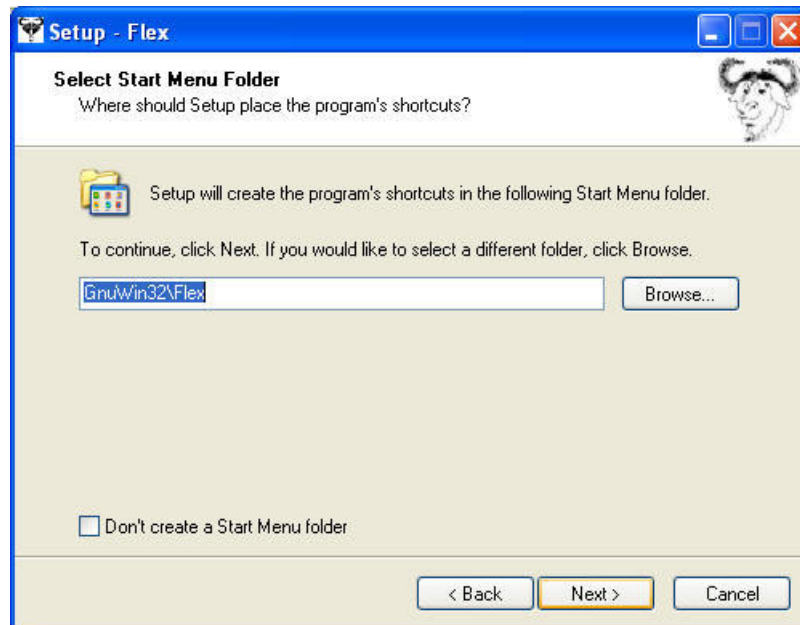 Setup - Flex
Select Start Menu Folder
Where should Setup place the program's shortcuts?
Setup will create the program's shortcuts in the following Start Menu folder.
To continue, click Next. If you would like to select a different folder, click Browse.
GnuWin32\Flex
Browse...
Don't create a Start Menu folder
< Back
Next >
Cancel